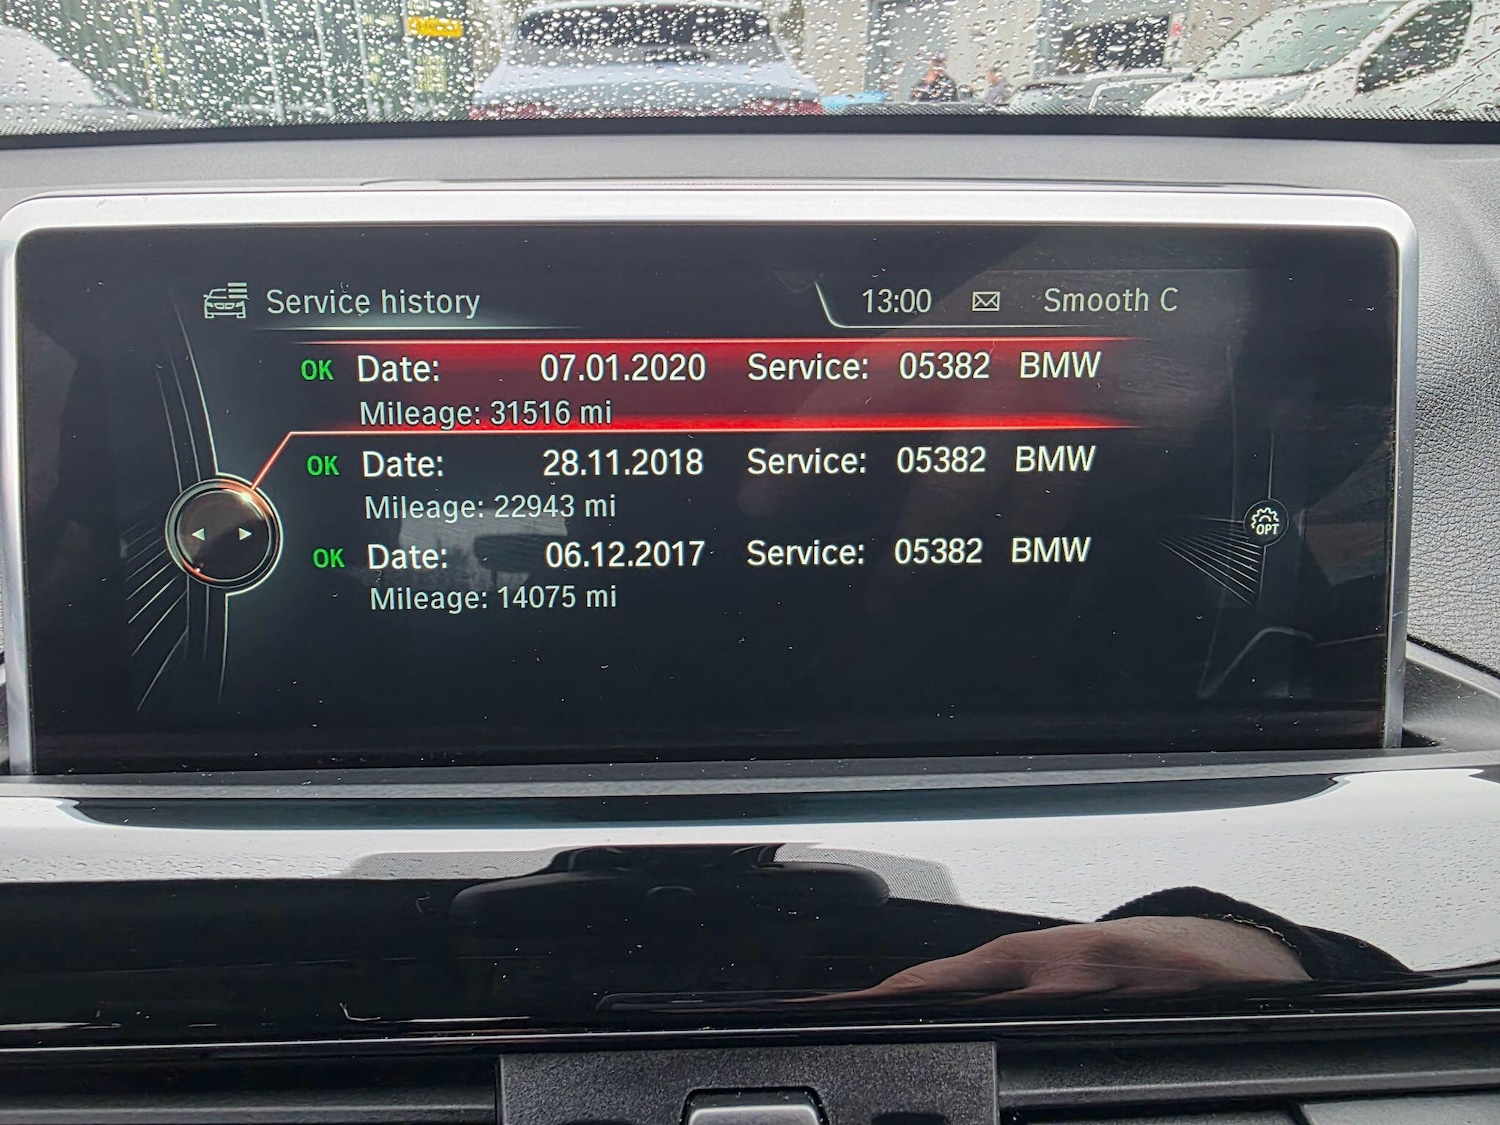 Service history 13:00 Smooth C
OK Date: 07.01.2020 Service: 05382 BMW
Mileage: 31516 mi
OK Date: 28.11.2018 Service: 05382 BMW
Mileage: 22943 mi
OK Date: 06.12.2017 Service: 05382 BMW
Mileage: 14075 mi
OPT